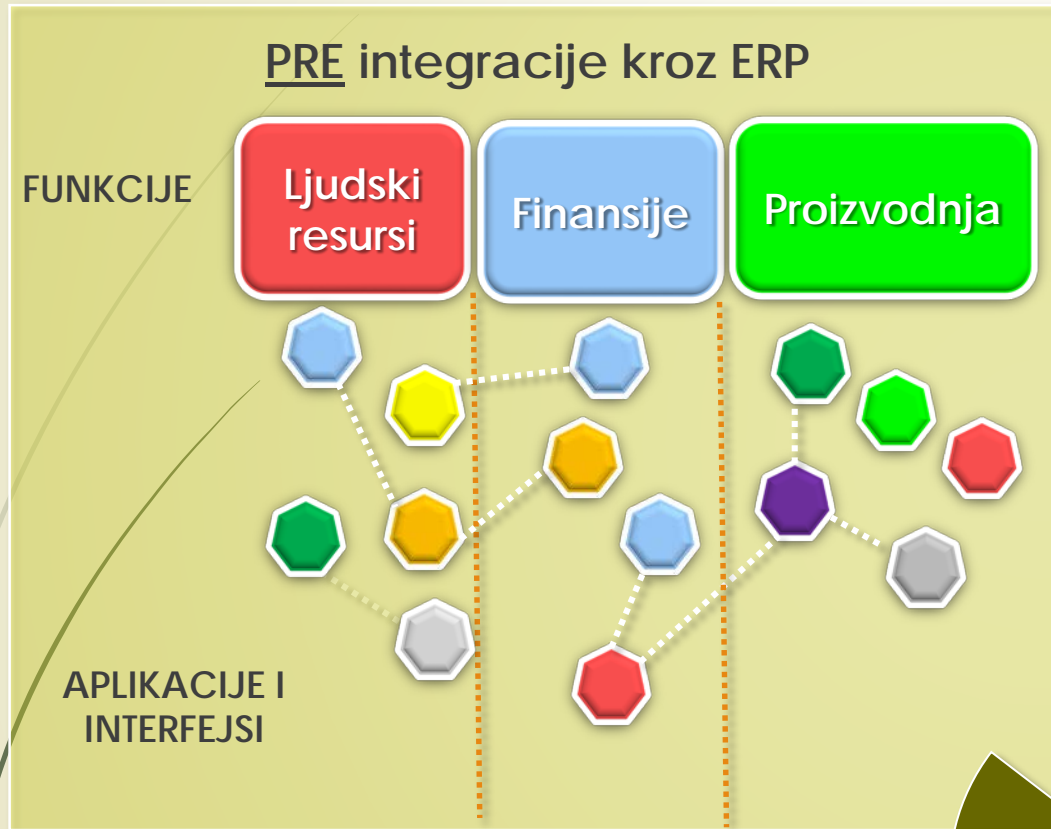 PRE integracije kroz ERP
FUNKCIJE
Ljudski
resursi
Finansije
Proizvodnja
APLIKACIJE I
INTERFEJSI